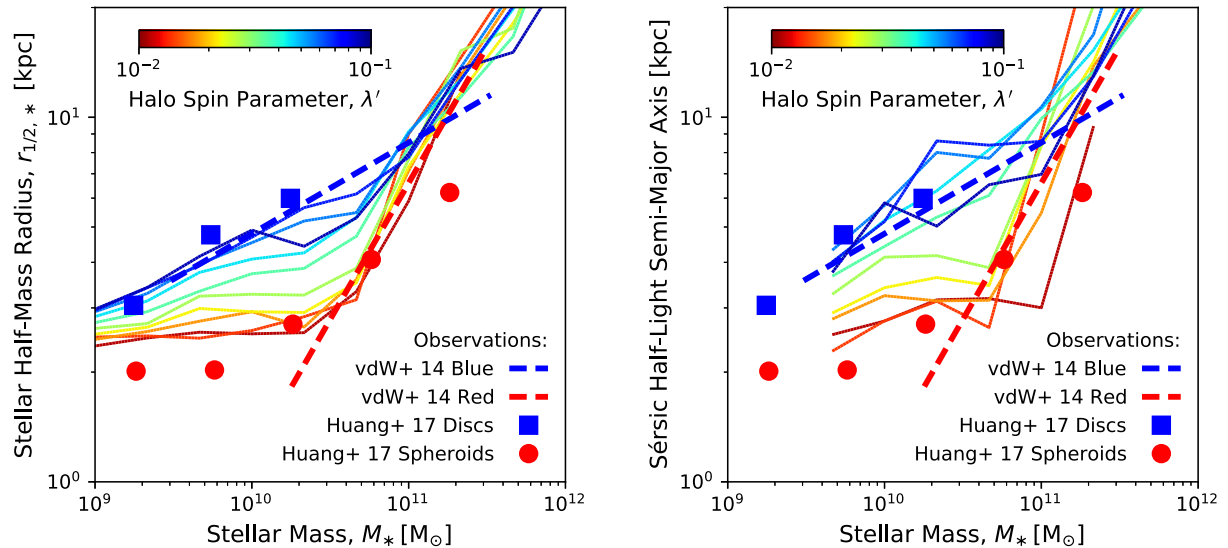 10⁻² 10⁻¹
Halo Spin Parameter, λ′
Stellar Half-Mass Radius, r₁/₂, * [kpc]
10¹
10⁰
Observations:
vdW+ 14 Blue
vdW+ 14 Red
Huang+ 17 Discs
Huang+ 17 Spheroids
10⁹ 10¹⁰ 10¹¹ 10¹²
Stellar Mass, M* [M⊙]
10⁻² 10⁻¹
Halo Spin Parameter, λ′
Sérsic Half-Light Semi-Major Axis [kpc]
10¹
10⁰
Observations:
vdW+ 14 Blue
vdW+ 14 Red
Huang+ 17 Discs
Huang+ 17 Spheroids
10⁹ 10¹⁰ 10¹¹ 10¹²
Stellar Mass, M* [M⊙]